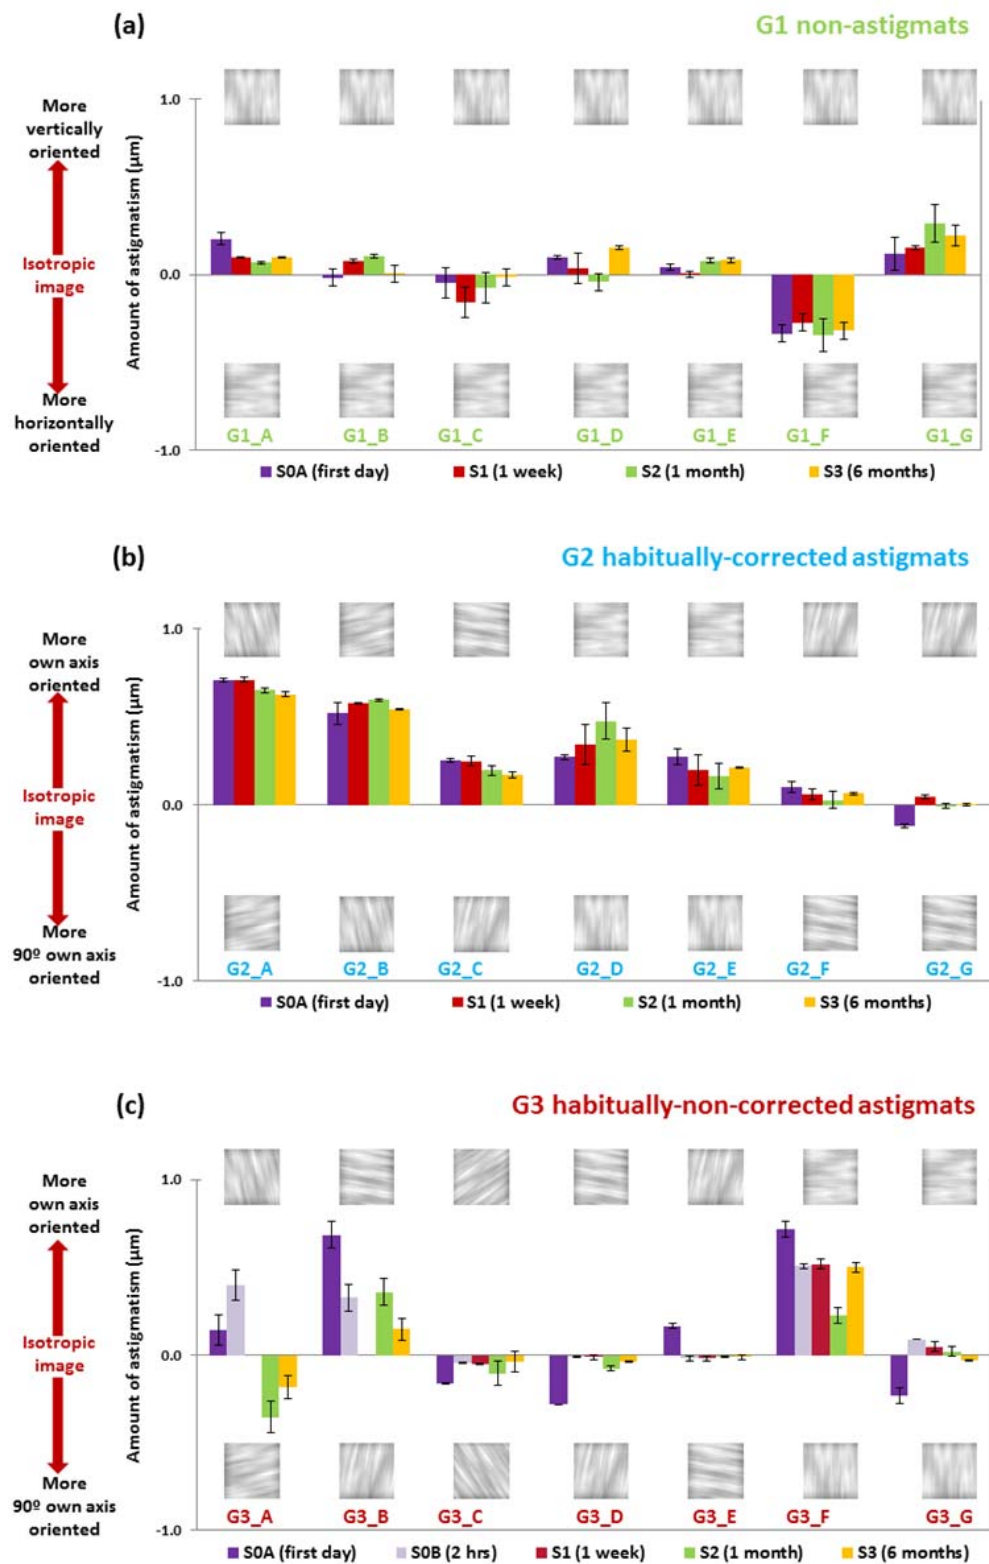 (a)
G1 non-astigmats
More
vertically
oriented
Isotropic
image
More
horizontally
oriented
Amount of astigmatism (µm)
1.0
0.0
-1.0
G1_A G1_B G1_C G1_D G1_E G1_F G1_G
S0A (first day) S1 (1 week) S2 (1 month) S3 (6 months)
(b)
G2 habitually-corrected astigmats
More
own axis
oriented
Isotropic
image
More
90º own axis
oriented
Amount of astigmatism (µm)
1.0
0.0
-1.0
G2_A G2_B G2_C G2_D G2_E G2_F G2_G
S0A (first day) S1 (1 week) S2 (1 month) S3 (6 months)
(c)
G3 habitually-non-corrected astigmats
More
own axis
oriented
Isotropic
image
More
90º own axis
oriented
Amount of astigmatism (µm)
1.0
0.0
-1.0
G3_A G3_B G3_C G3_D G3_E G3_F G3_G
S0A (first day) S0B (2 hrs) S1 (1 week) S2 (1 month) S3 (6 months)